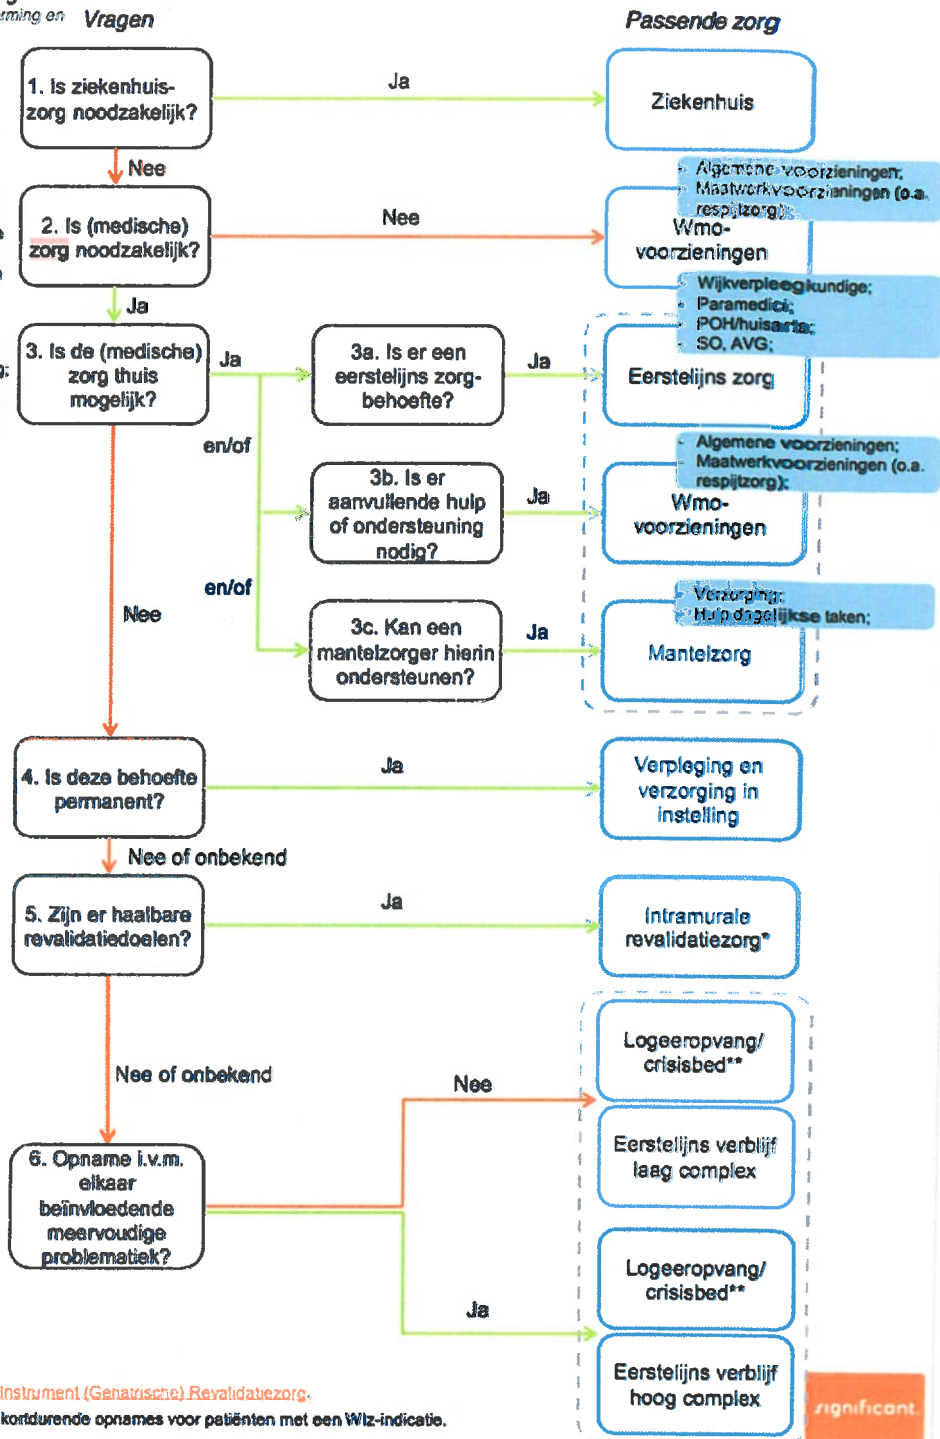 rming en
Vragen
Passende zorg
1. Is ziekenhuis-
zorg noodzakelijk?
Ja
Ziekenhuis
Nee
Algemene voorzieningen;
Maatwerkvoorzieningen (o.a.
respijtzorg);
2. Is (medische)
zorg noodzakelijk?
Nee
Wmo-
voorzieningen
Ja
Wijkverpleegkundige;
Paramedici;
POH/huisarts;
SO, AVG;
3. Is de (medische)
zorg thuis
mogelijk?
Ja
3a. Is er een
eerstelijns zorg-
behoefte?
Ja
Eerstelijns zorg
en/of
Algemene voorzieningen;
Maatwerkvoorzieningen (o.a.
respijtzorg);
3b. Is er
aanvullende hulp
of ondersteuning
nodig?
Ja
Wmo-
voorzieningen
en/of
Verzorging;
Hulp dagelijkse taken;
Nee
3c. Kan een
mantelzorger hierin
ondersteunen?
Ja
Mantelzorg
4. Is deze behoefte
permanent?
Ja
Verpleging en
verzorging in
instelling
Nee of onbekend
5. Zijn er haalbare
revalidatiedoelen?
Ja
Intramurale
revalidatiezorg*
Nee of onbekend
Nee
Logeeropvang/
crisisbed**
Eerstelijns verblijf
laag complex
6. Opname i.v.m.
elkaar
beïnvloedende
meervoudige
problematiek?
Ja
Logeeropvang/
crisisbed**
Eerstelijns verblijf
hoog complex
Instrument (Geriatrische) Revalidatiezorg.
kortdurende opnames voor patiënten met een Wlz-indicatie.
significant.